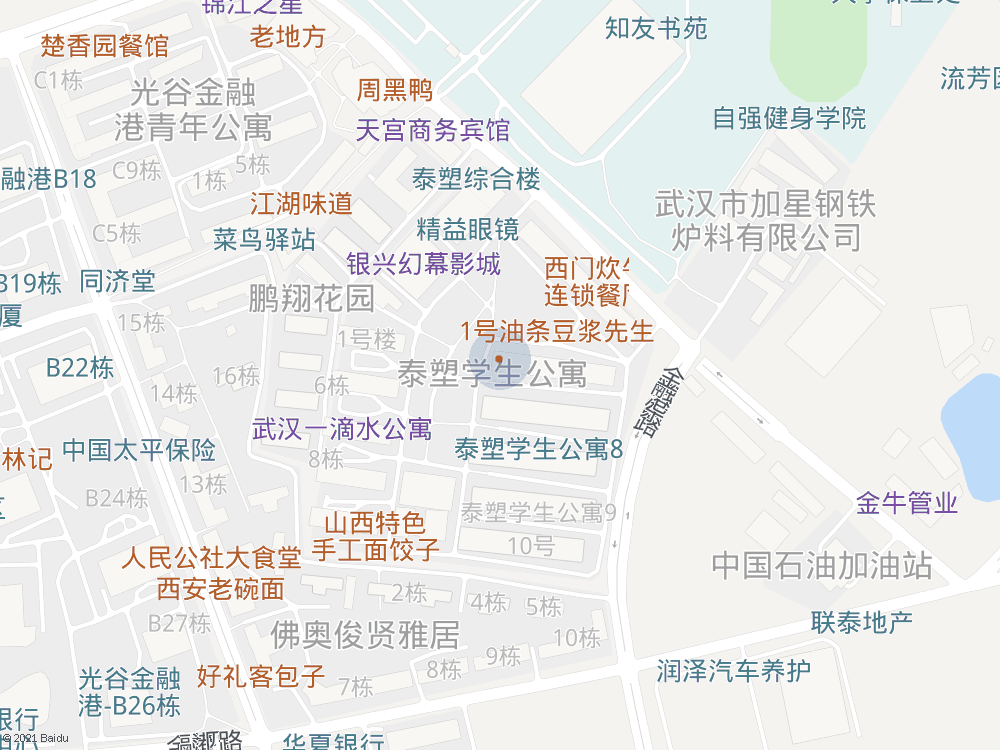 锦江之星
楚香园餐馆
老地方
知友书苑
C1栋
光谷金融
港青年公寓
周黑鸭
流芳园
天宫商务宾馆
自强健身学院
C9栋
5栋
1栋
融港B18
泰塑综合楼
江湖味道
武汉市加星钢铁
炉料有限公司
C5栋
菜鸟驿站
精益眼镜
银兴幻幕影城
西门炊牛
连锁餐厅
B19栋
同济堂
厦
鹏翔花园
15栋
1号楼
1号油条豆浆先生
B22栋
16栋
6栋
泰塑学生公寓
金融港路
14栋
武汉一滴水公寓
林记
中国太平保险
8栋
泰塑学生公寓8
13栋
B24栋
金牛管业
山西特色
手工面饺子
泰塑学生公寓9
10号
人民公社大食堂
西安老碗面
中国石油加油站
2栋
4栋
5栋
B27栋
佛奥俊贤雅居
10栋
联泰地产
9栋
8栋
光谷金融
港-B26栋
好礼客包子
7栋
润泽汽车养护
银行
华夏银行
© 2021 Baidu